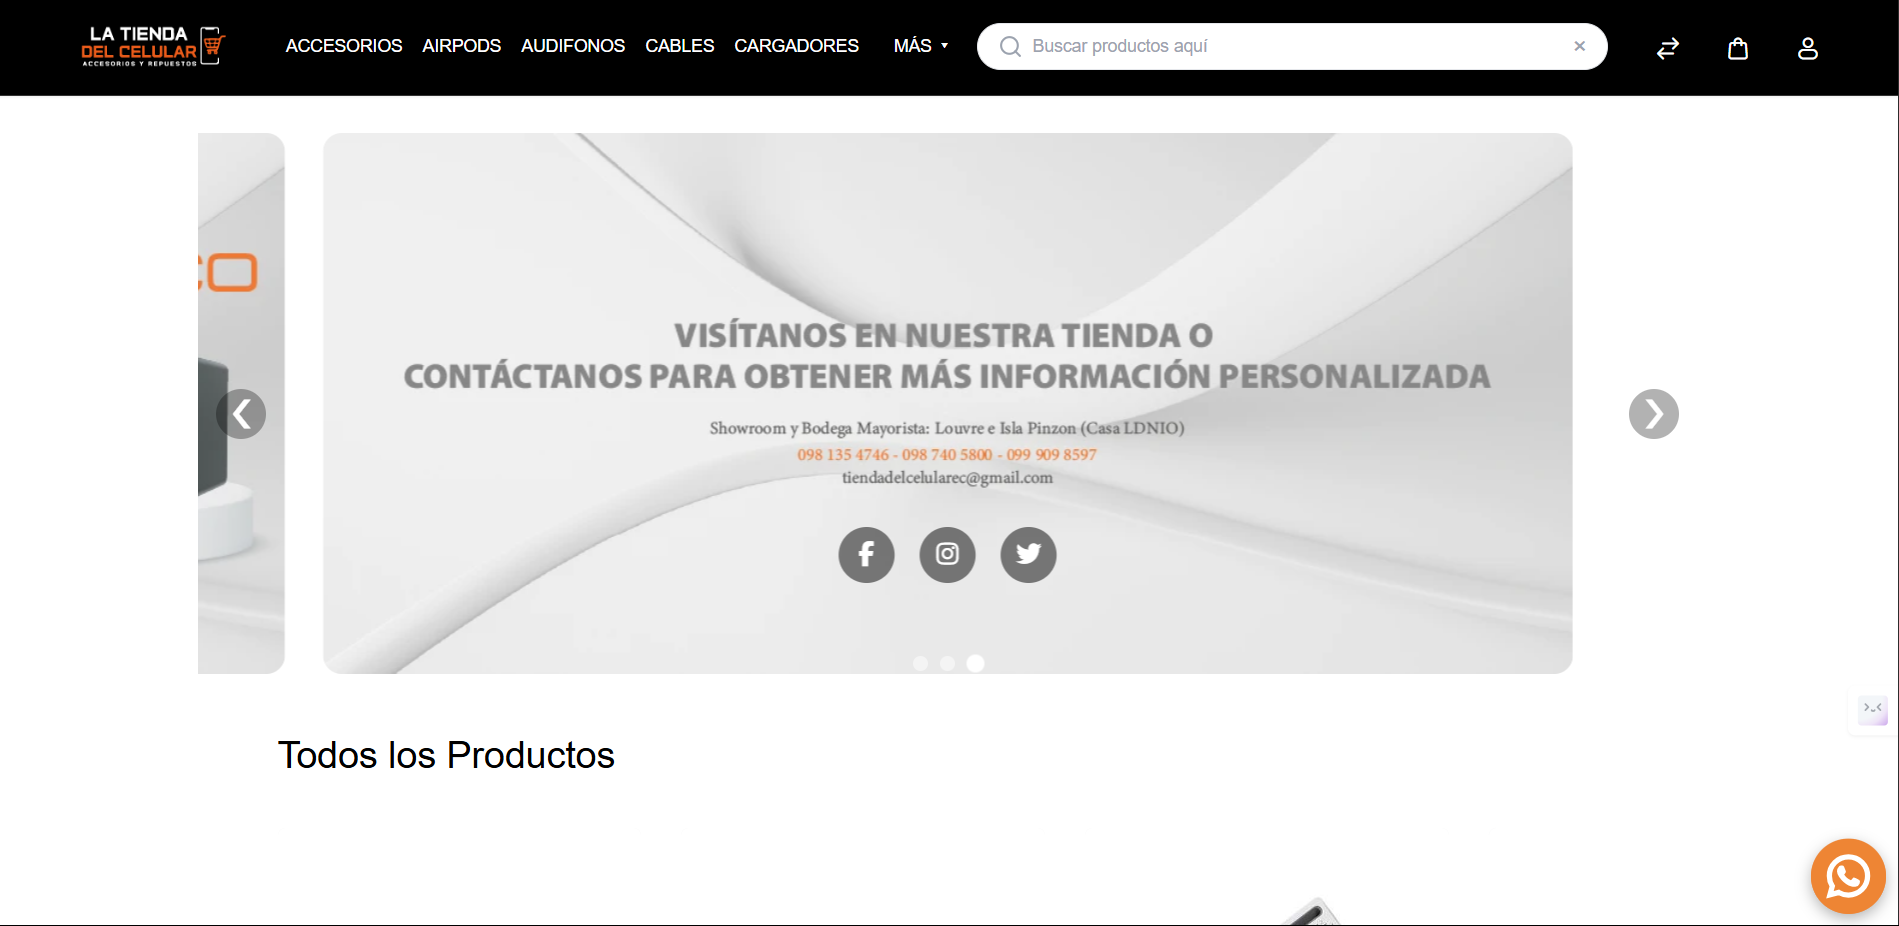 LA TIENDA
DEL CELULAR
ACCESORIOS Y REPUESTOS
ACCESORIOS AIRPODS AUDIFONOS CABLES CARGADORES MÁS
Buscar productos aquí
CO
VISÍTANOS EN NUESTRA TIENDA O
CONTÁCTANOS PARA OBTENER MÁS INFORMACIÓN PERSONALIZADA
Showroom y Bodega Mayorista: Louvre e Isla Pinzon (Casa LDNIO)
098 135 4746 - 098 740 5800 - 099 909 8597
tiendadelcelularec@gmail.com
Todos los Productos